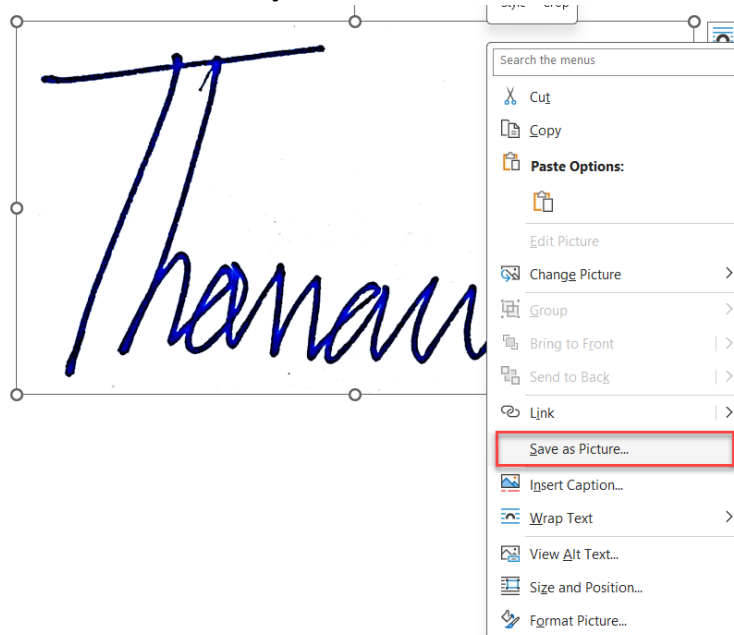 Search the menus
Cut
Copy
Paste Options:
Edit Picture
Change Picture
Group
Bring to Front
Send to Back
Link
Save as Picture...
Insert Caption...
Wrap Text
View Alt Text...
Size and Position...
Format Picture...